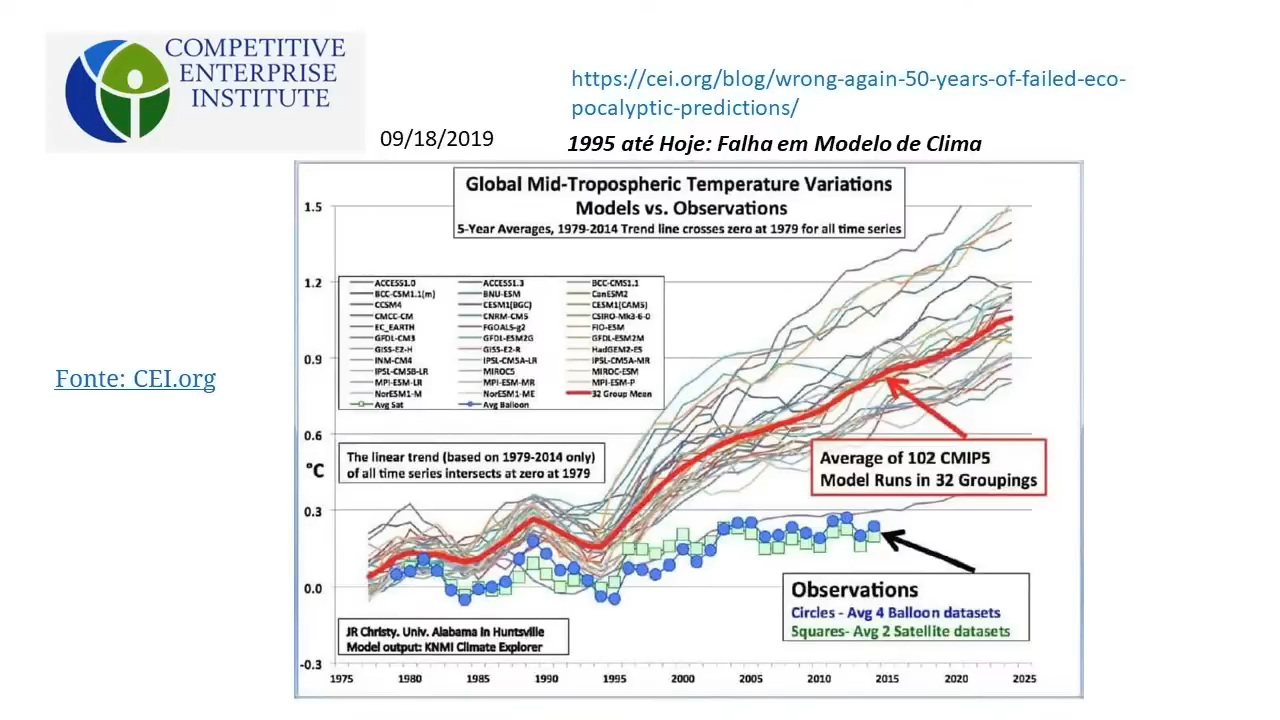 COMPETITIVE
ENTERPRISE
INSTITUTE
https://cei.org/blog/wrong-again-50-years-of-failed-eco-
pocalyptic-predictions/
09/18/2019
1995 até Hoje: Falha em Modelo de Clima
Fonte: CEI.org
Global Mid-Tropospheric Temperature Variations
Models vs. Observations
5-Year Averages, 1979-2014 Trend line crosses zero at 1979 for all time series
1.5
1.2
0.9
0.6
°C
0.3
0.0
-0.3
ACCESS1.0 ACCESS1.3 BCC-CMS1.1
BCC-CSM1.1(m) BNU-ESM CanESM2
CCSM4 CESM1(BGC) CESM1(CAM5)
CMCC-CM CNRM-CM5 CSIRO-Mk3-6-0
EC_EARTH FGOALS-g2 FIO-ESM
GFDL-CM3 GFDL-ESM2G GFDL-ESM2M
GISS-E2-H GISS-E2-R HadGEM2-ES
INM-CM4 IPSL-CM5A-LR IPSL-CM5A-MR
IPSL-CM5B-LR MIROC5 MIROC-ESM
MPI-ESM-LR MPI-ESM-MR MPI-ESM-P
NorESM1-M NorESM1-ME 32 Group Mean
Avg Sat Avg Balloon
The linear trend (based on 1979-2014 only)
of all time series intersects at zero at 1979
Average of 102 CMIP5
Model Runs in 32 Groupings
Observations
Circles - Avg 4 Balloon datasets
Squares- Avg 2 Satellite datasets
JR Christy. Univ. Alabama in Huntsville
Model output: KNMI Climate Explorer
1975 1980 1985 1990 1995 2000 2005 2010 2015 2020 2025